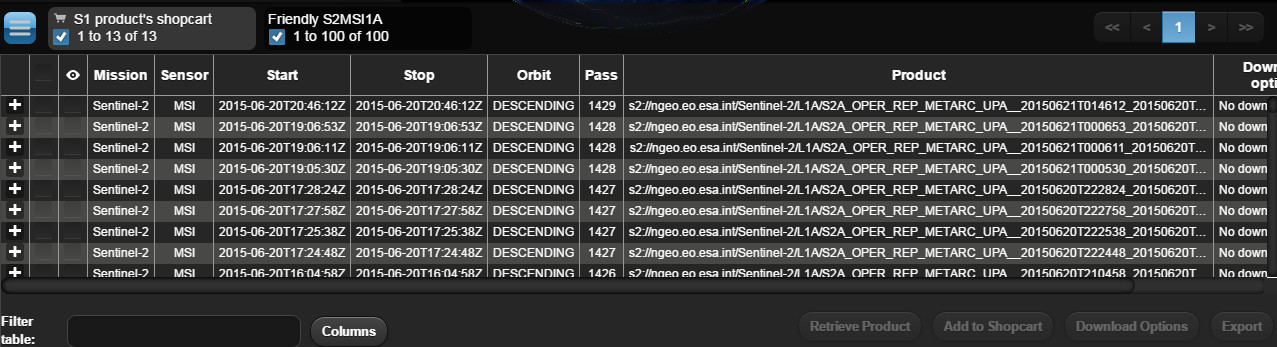 S1 product's shopcart
1 to 13 of 13
Friendly S2MSI1A
1 to 100 of 100
<< < 1 > >>
Mission Sensor Start Stop Orbit Pass Product Down opti
Sentinel-2 MSI 2015-06-20T20:46:12Z 2015-06-20T20:46:12Z DESCENDING 1429 s2://ngeo.eo.esa.int/Sentinel-2/L1A/S2A_OPER_REP_METARC_UPA__20150621T014612_20150620T... No down
Sentinel-2 MSI 2015-06-20T19:06:53Z 2015-06-20T19:06:53Z DESCENDING 1428 s2://ngeo.eo.esa.int/Sentinel-2/L1A/S2A_OPER_REP_METARC_UPA__20150621T000653_20150620T... No down
Sentinel-2 MSI 2015-06-20T19:06:11Z 2015-06-20T19:06:11Z DESCENDING 1428 s2://ngeo.eo.esa.int/Sentinel-2/L1A/S2A_OPER_REP_METARC_UPA__20150621T000611_20150620T... No down
Sentinel-2 MSI 2015-06-20T19:05:30Z 2015-06-20T19:05:30Z DESCENDING 1428 s2://ngeo.eo.esa.int/Sentinel-2/L1A/S2A_OPER_REP_METARC_UPA__20150621T000530_20150620T... No down
Sentinel-2 MSI 2015-06-20T17:28:24Z 2015-06-20T17:28:24Z DESCENDING 1427 s2://ngeo.eo.esa.int/Sentinel-2/L1A/S2A_OPER_REP_METARC_UPA__20150620T222824_20150620T... No down
Sentinel-2 MSI 2015-06-20T17:27:58Z 2015-06-20T17:27:58Z DESCENDING 1427 s2://ngeo.eo.esa.int/Sentinel-2/L1A/S2A_OPER_REP_METARC_UPA__20150620T222758_20150620T... No down
Sentinel-2 MSI 2015-06-20T17:25:38Z 2015-06-20T17:25:38Z DESCENDING 1427 s2://ngeo.eo.esa.int/Sentinel-2/L1A/S2A_OPER_REP_METARC_UPA__20150620T222538_20150620T... No down
Sentinel-2 MSI 2015-06-20T17:24:48Z 2015-06-20T17:24:48Z DESCENDING 1427 s2://ngeo.eo.esa.int/Sentinel-2/L1A/S2A_OPER_REP_METARC_UPA__20150620T222448_20150620T... No down
Sentinel-2 MSI 2015-06-20T16:04:58Z 2015-06-20T16:04:58Z DESCENDING 1426 s2://ngeo.eo.esa.int/Sentinel-2/L1A/S2A_OPER_REP_METARC_UPA__20150620T210458_20150620T... No down
Filter table: Columns Retrieve Product Add to Shopcart Download Options Export